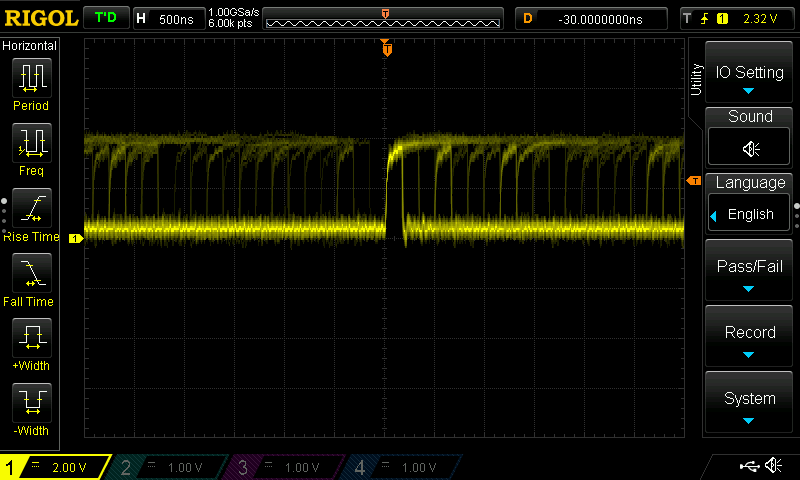 RIGOL T'D H 500ns 1.00GSa/s 6.00k pts T D -30.0000000ns T 1 2.32 V
T
Horizontal
Period
Freq
Rise Time
Fall Time
+Width
-Width
1
T
Utility
IO Setting
Sound
Language
English
Pass/Fail
Record
System
1 2.00 V 2 1.00 V 3 1.00 V 4 1.00 V